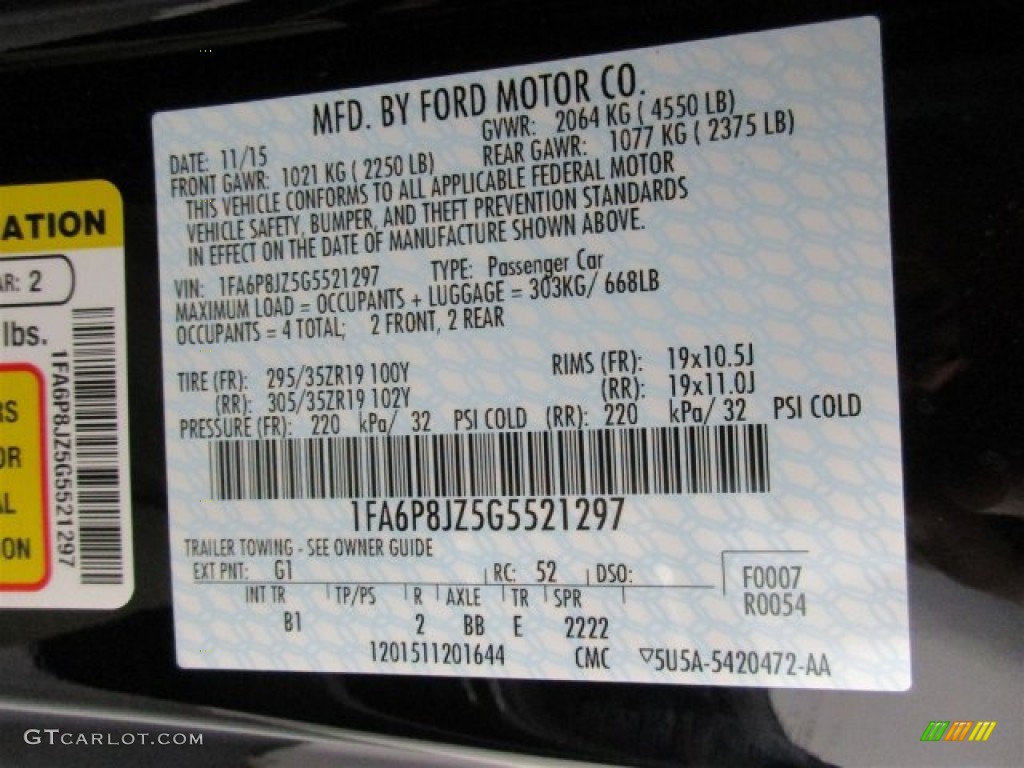 MFD. BY FORD MOTOR CO.
DATE: 11/15 GVWR: 2064 KG ( 4550 LB)
FRONT GAWR: 1021 KG ( 2250 LB) REAR GAWR: 1077 KG ( 2375 LB)
THIS VEHICLE CONFORMS TO ALL APPLICABLE FEDERAL MOTOR
VEHICLE SAFETY, BUMPER, AND THEFT PREVENTION STANDARDS
IN EFFECT ON THE DATE OF MANUFACTURE SHOWN ABOVE.
VIN: 1FA6P8JZ5G5521297 TYPE: Passenger Car
MAXIMUM LOAD = OCCUPANTS + LUGGAGE = 303KG/ 668LB
OCCUPANTS = 4 TOTAL; 2 FRONT, 2 REAR
TIRE (FR): 295/35ZR19 100Y RIMS (FR): 19x10.5J
(RR): 305/35ZR19 102Y (RR): 19x11.0J
PRESSURE (FR): 220 kPa/ 32 PSI COLD (RR): 220 kPa/ 32 PSI COLD
1FA6P8JZ5G5521297
TRAILER TOWING - SEE OWNER GUIDE
EXT PNT: G1 RC: 52 DSO:
F0007
R0054
INT TR TP/PS R AXLE TR SPR
B1 2 BB E 2222
1201511201644 CMC ▽5U5A-5420472-AA
ATION
AR: 2
lbs.
RS
OR
AL
ON
1FA6P8JZ5G5521297
GTCARLOT.COM